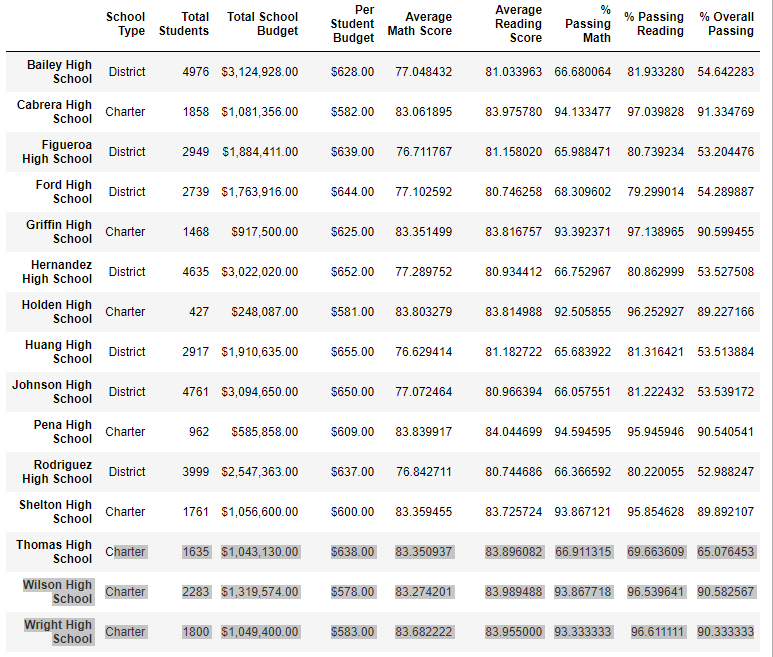 School Type Total Students Total School Budget Per Student Budget Average Math Score Average Reading Score % Passing Math % Passing Reading % Overall Passing
Bailey High School District 4976 $3,124,928.00 $628.00 77.048432 81.033963 66.680064 81.933280 54.642283
Cabrera High School Charter 1858 $1,081,356.00 $582.00 83.061895 83.975780 94.133477 97.039828 91.334769
Figueroa High School District 2949 $1,884,411.00 $639.00 76.711767 81.158020 65.988471 80.739234 53.204476
Ford High School District 2739 $1,763,916.00 $644.00 77.102592 80.746258 68.309602 79.299014 54.289887
Griffin High School Charter 1468 $917,500.00 $625.00 83.351499 83.816757 93.392371 97.138965 90.599455
Hernandez High School District 4635 $3,022,020.00 $652.00 77.289752 80.934412 66.752967 80.862999 53.527508
Holden High School Charter 427 $248,087.00 $581.00 83.803279 83.814988 92.505855 96.252927 89.227166
Huang High School District 2917 $1,910,635.00 $655.00 76.629414 81.182722 65.683922 81.316421 53.513884
Johnson High School District 4761 $3,094,650.00 $650.00 77.072464 80.966394 66.057551 81.222432 53.539172
Pena High School Charter 962 $585,858.00 $609.00 83.839917 84.044699 94.594595 95.945946 90.540541
Rodriguez High School District 3999 $2,547,363.00 $637.00 76.842711 80.744686 66.366592 80.220055 52.988247
Shelton High School Charter 1761 $1,056,600.00 $600.00 83.359455 83.725724 93.867121 95.854628 89.892107
Thomas High School Charter 1635 $1,043,130.00 $638.00 83.350937 83.896082 66.911315 69.663609 65.076453
Wilson High School Charter 2283 $1,319,574.00 $578.00 83.274201 83.989488 93.867718 96.539641 90.582567
Wright High School Charter 1800 $1,049,400.00 $583.00 83.682222 83.955000 93.333333 96.611111 90.333333